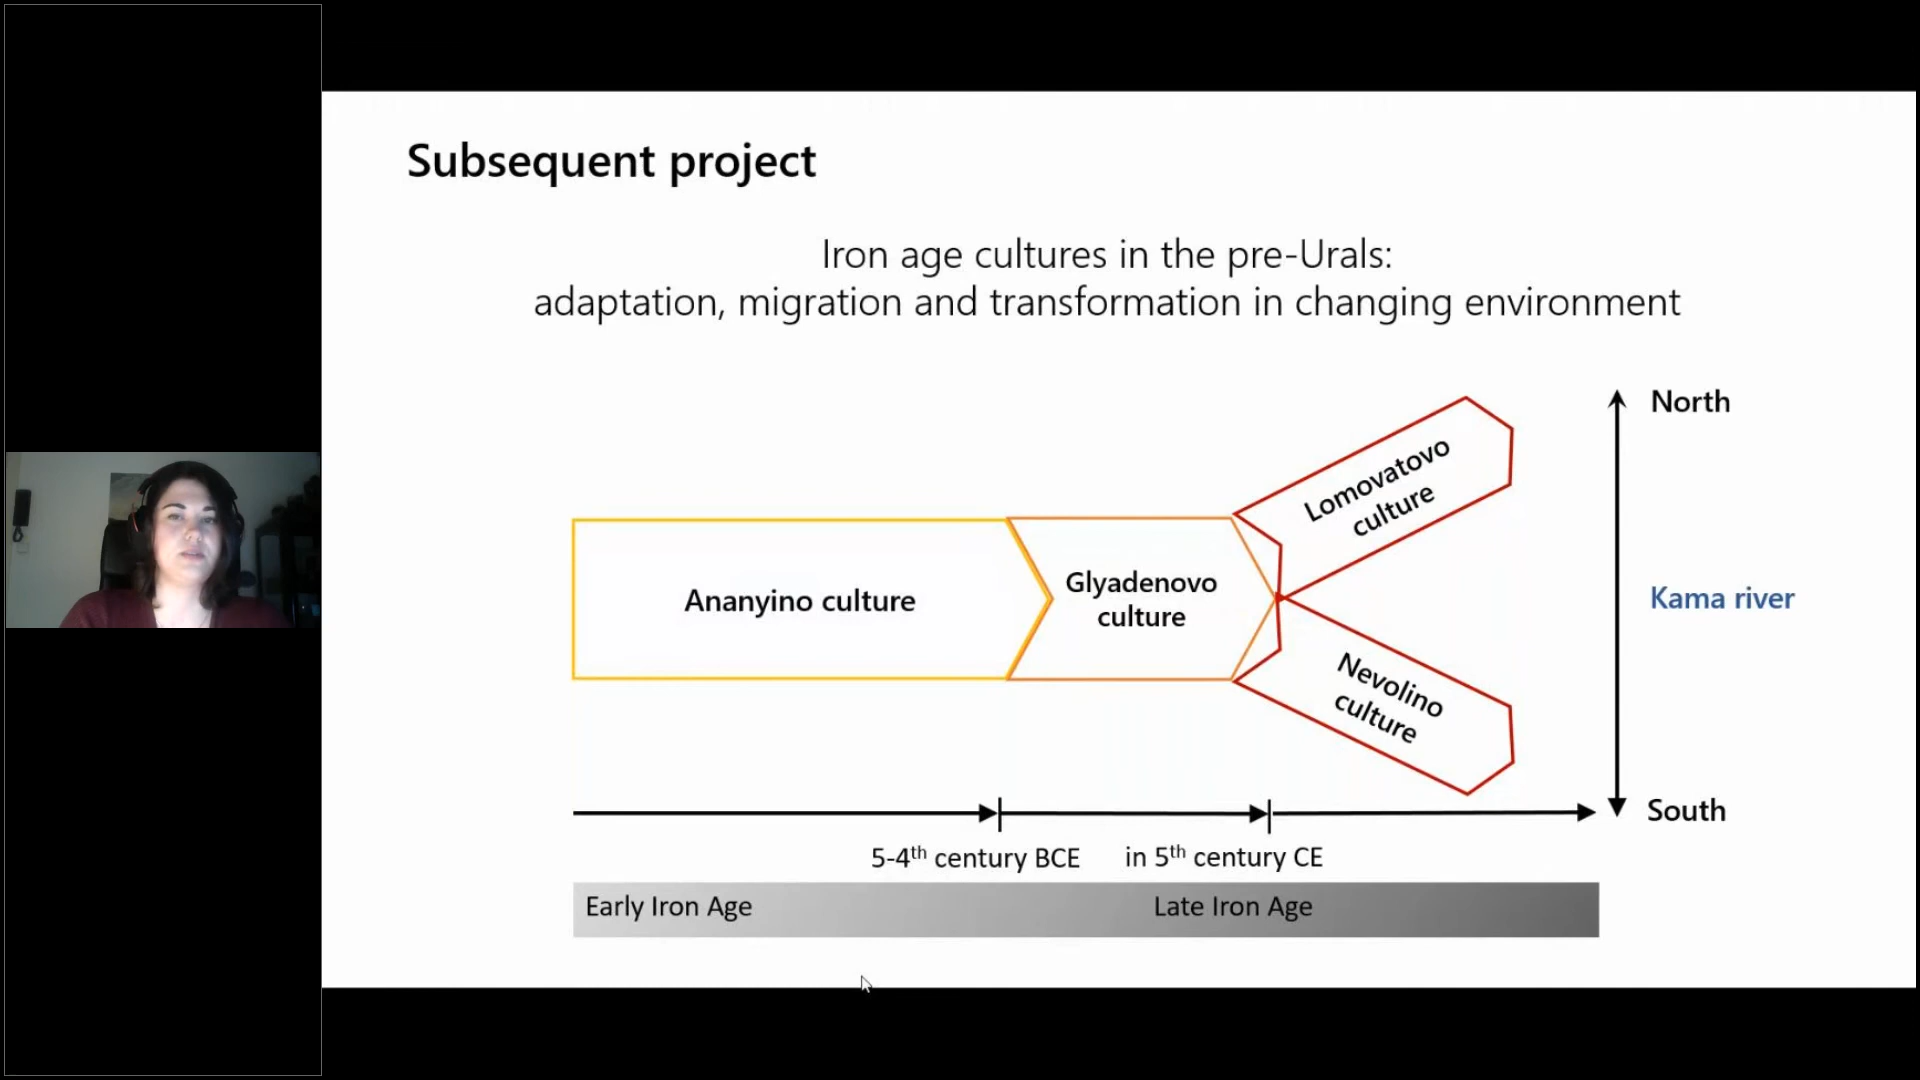 Subsequent project
Iron age cultures in the pre-Urals:
adaptation, migration and transformation in changing environment
North
Lomovatovo
culture
Ananyino culture
Glyadenovo
culture
Kama river
Nevolino
culture
South
5-4th century BCE
in 5th century CE
Early Iron Age
Late Iron Age